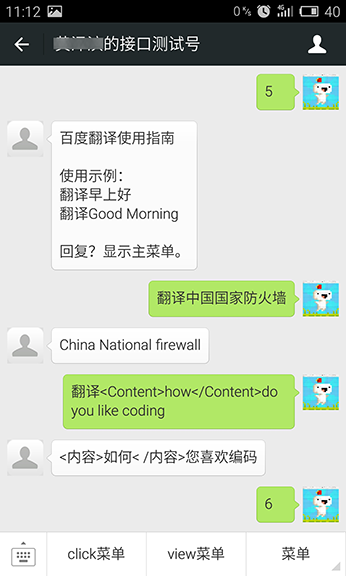 11:12
0%
4G
40
的接口测试号
5
百度翻译使用指南
使用示例：
翻译早上好
翻译Good Morning
回复？显示主菜单。
翻译中国国家防火墙
China National firewall
翻译<Content>how</Content>do
you like coding
<内容>如何< /内容>您喜欢编码
6
click菜单
view菜单
菜单